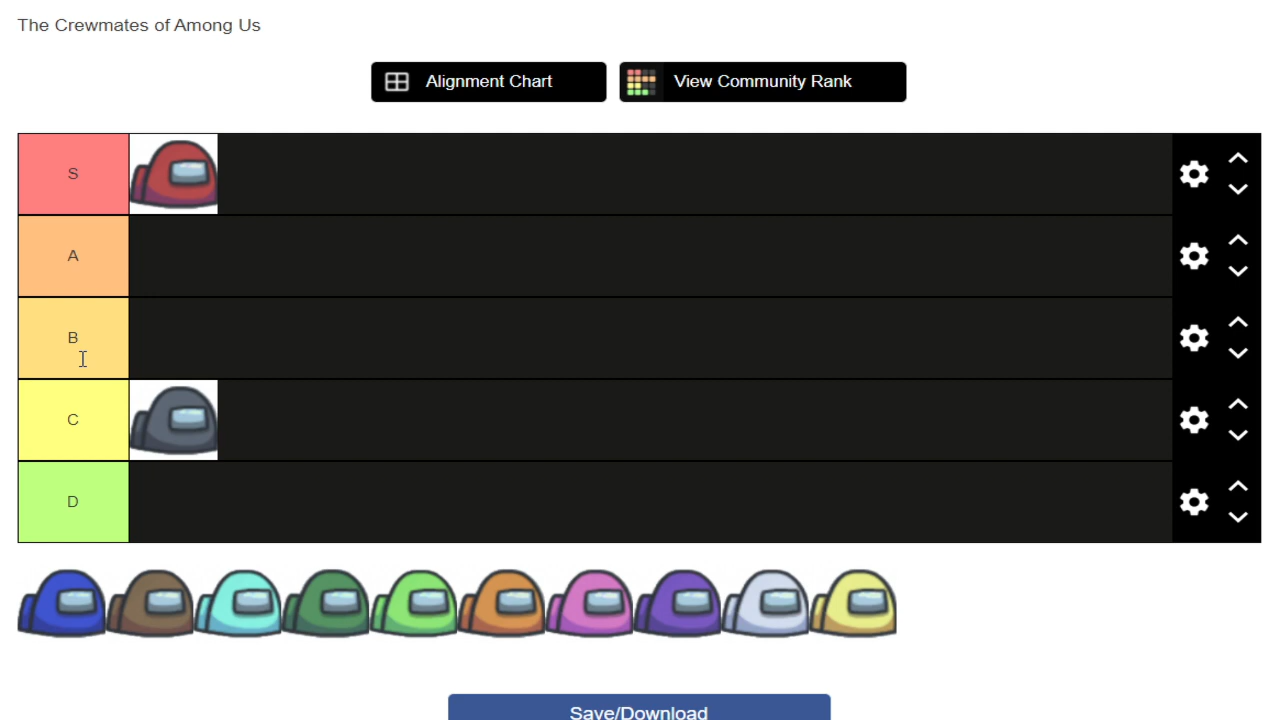 The Crewmates of Among Us
Alignment Chart
View Community Rank
S
A
B
C
D
Save/Download